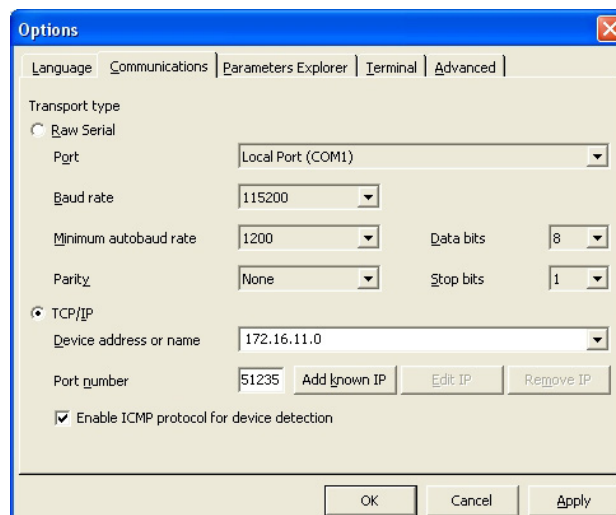 Options
Language Communications Parameters Explorer Terminal Advanced
Transport type
Raw Serial
Port Local Port (COM1)
Baud rate 115200
Minimum autobaud rate 1200 Data bits 8
Parity None Stop bits 1
TCP/IP
Device address or name 172.16.11.0
Port number 51235 Add known IP Edit IP Remove IP
Enable ICMP protocol for device detection
OK Cancel Apply